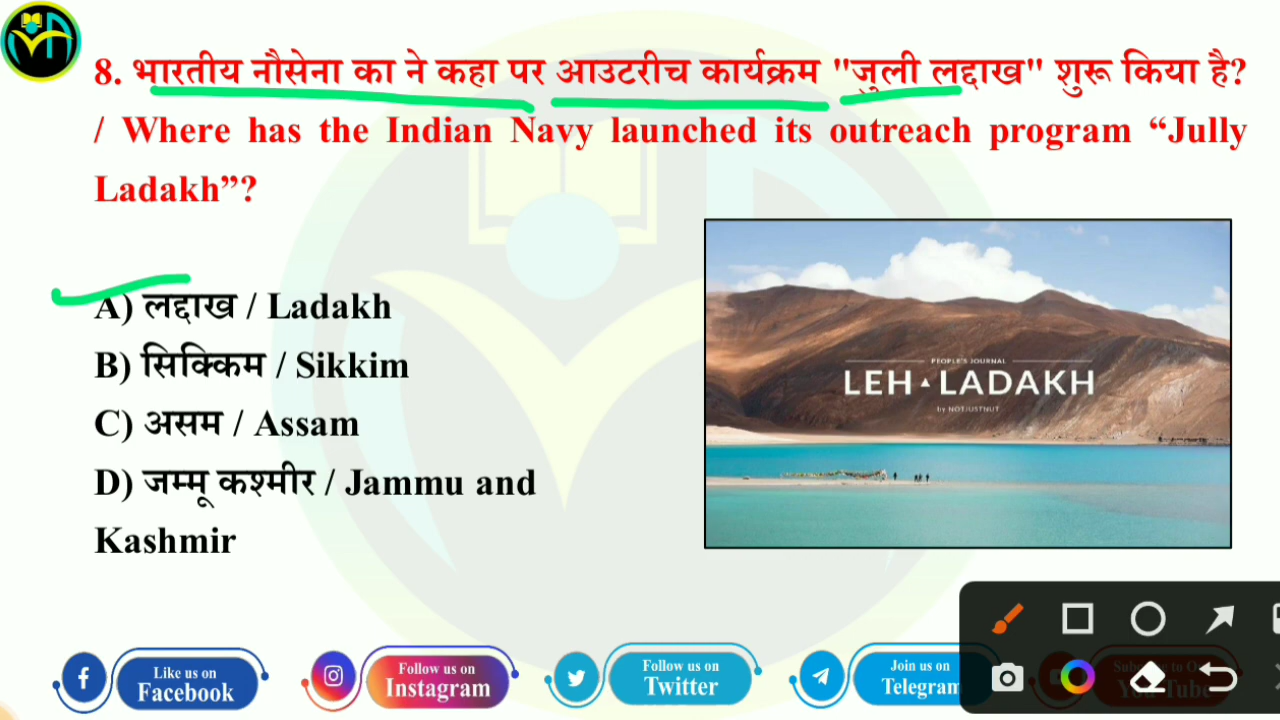 8. भारतीय नौसेना का ने कहा पर आउटरीच कार्यक्रम "जुली लद्दाख" शुरू किया है?
/ Where has the Indian Navy launched its outreach program “Jully
Ladakh”?
A) लद्दाख / Ladakh
B) सिक्किम / Sikkim
C) असम / Assam
D) जम्मू कश्मीर / Jammu and
Kashmir
PEOPLE'S JOURNAL
LEH LADAKH
by NOTJUSTNUT
Like us on
Facebook
Follow us on
Instagram
Follow us on
Twitter
Join us on
Telegram